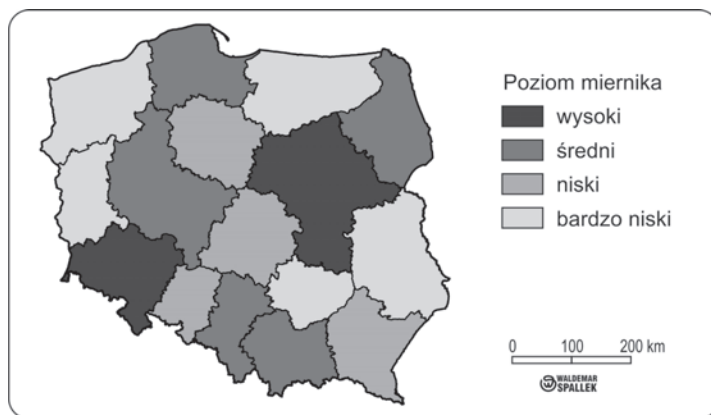 Poziom miernika
wysoki
średni
niski
bardzo niski
0 100 200 km
WALDEMAR
SPALLEK